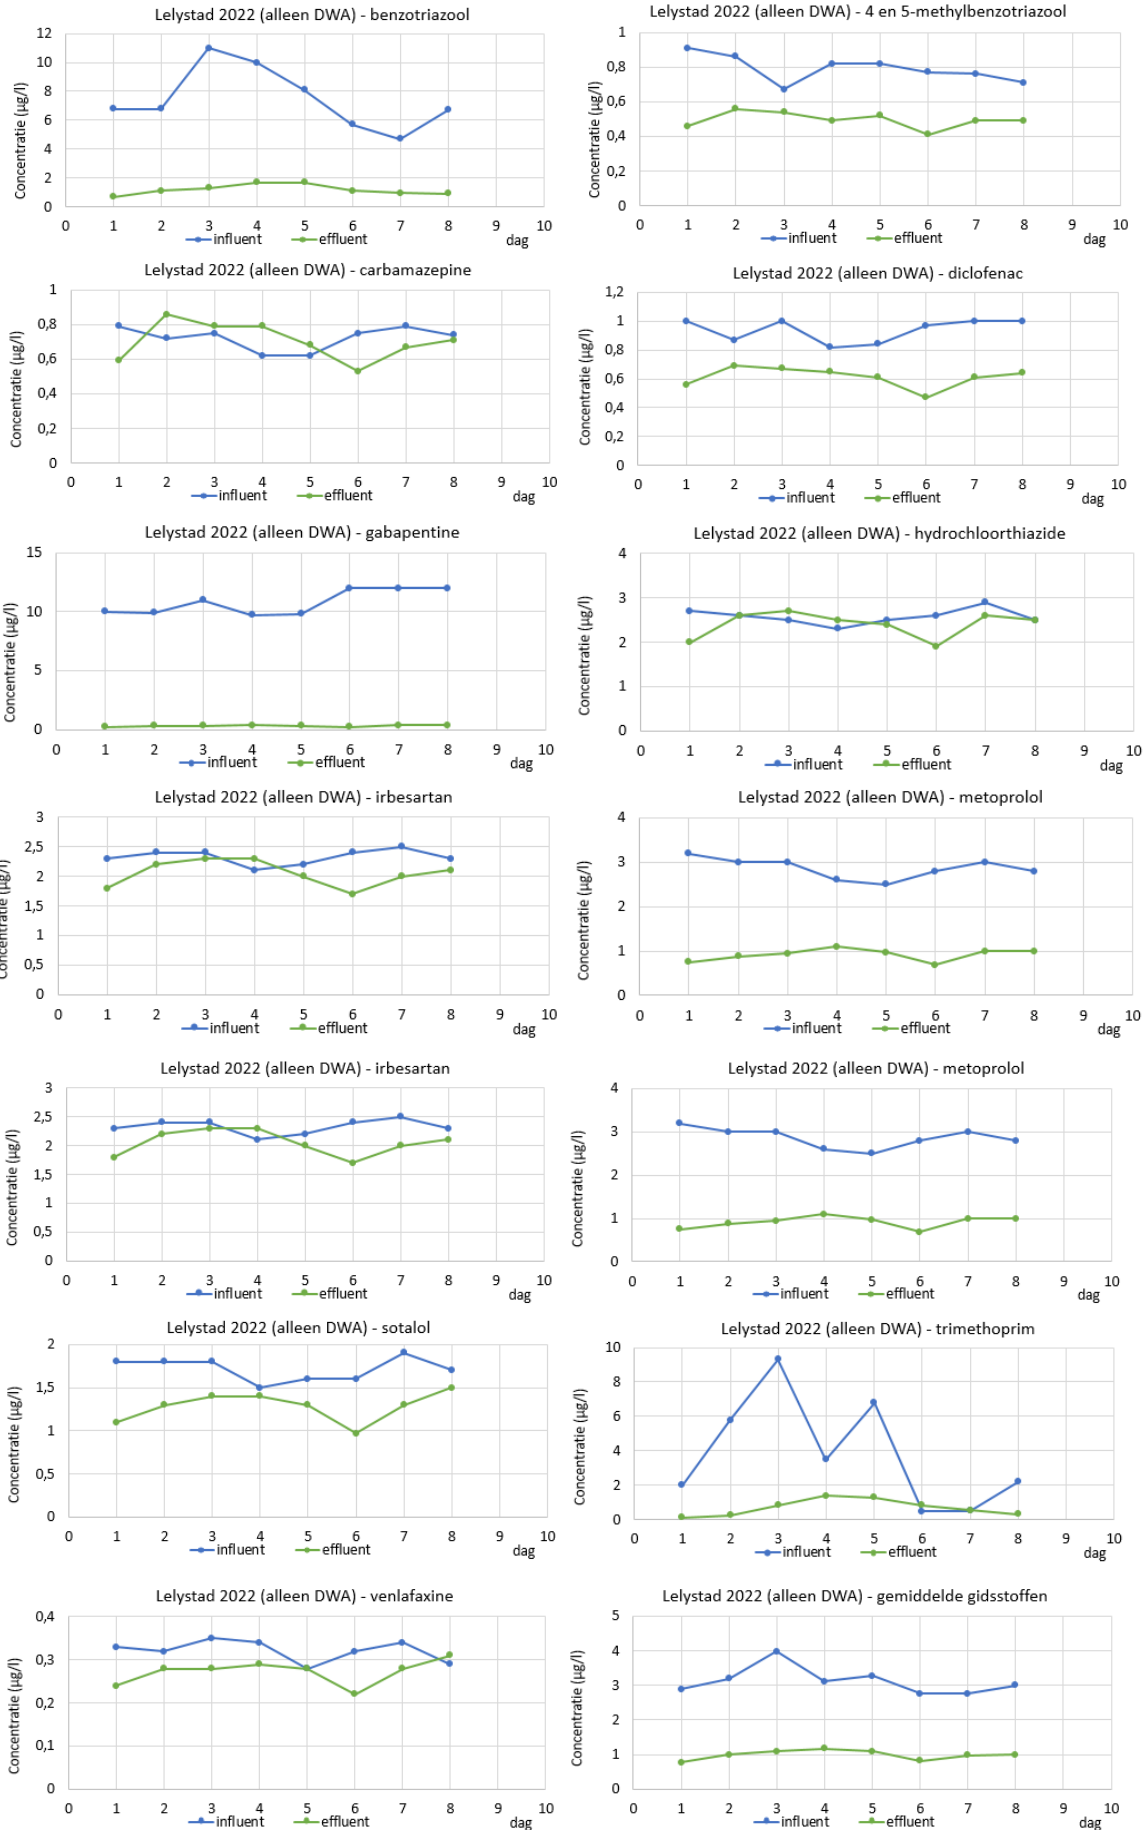 Lelystad 2022 (alleen DWA) - benzotriazool
Concentratie (µg/l)
12
10
8
6
4
2
0
0 1 2 3 4 5 6 7 8 9 10
influent effluent dag
Lelystad 2022 (alleen DWA) - 4 en 5-methylbenzotriazool
Concentratie (µg/l)
1
0,8
0,6
0,4
0,2
0
0 1 2 3 4 5 6 7 8 9 10
influent effluent dag
Lelystad 2022 (alleen DWA) - carbamazepine
Concentratie (µg/l)
1
0,8
0,6
0,4
0,2
0
0 1 2 3 4 5 6 7 8 9 10
influent effluent dag
Lelystad 2022 (alleen DWA) - diclofenac
Concentratie (µg/l)
1,2
1
0,8
0,6
0,4
0,2
0
0 1 2 3 4 5 6 7 8 9 10
influent effluent dag
Lelystad 2022 (alleen DWA) - gabapentine
Concentratie (µg/l)
15
10
5
0
0 1 2 3 4 5 6 7 8 9 10
influent effluent dag
Lelystad 2022 (alleen DWA) - hydrochloorthiazide
Concentratie (µg/l)
4
3
2
1
0
0 1 2 3 4 5 6 7 8 9 10
influent effluent dag
Lelystad 2022 (alleen DWA) - irbesartan
Concentratie (µg/l)
3
2,5
2
1,5
1
0,5
0
0 1 2 3 4 5 6 7 8 9 10
influent effluent dag
Lelystad 2022 (alleen DWA) - metoprolol
Concentratie (µg/l)
4
3
2
1
0
0 1 2 3 4 5 6 7 8 9 10
influent effluent dag
Lelystad 2022 (alleen DWA) - irbesartan
Concentratie (µg/l)
3
2,5
2
1,5
1
0,5
0
0 1 2 3 4 5 6 7 8 9 10
influent effluent dag
Lelystad 2022 (alleen DWA) - metoprolol
Concentratie (µg/l)
4
3
2
1
0
0 1 2 3 4 5 6 7 8 9 10
influent effluent dag
Lelystad 2022 (alleen DWA) - sotalol
Concentratie (µg/l)
2
1,5
1
0,5
0
0 1 2 3 4 5 6 7 8 9 10
influent effluent dag
Lelystad 2022 (alleen DWA) - trimethoprim
Concentratie (µg/l)
10
8
6
4
2
0
0 1 2 3 4 5 6 7 8 9 10
influent effluent dag
Lelystad 2022 (alleen DWA) - venlafaxine
Concentratie (µg/l)
0,4
0,3
0,2
0,1
0
0 1 2 3 4 5 6 7 8 9 10
influent effluent dag
Lelystad 2022 (alleen DWA) - gemiddelde gidsstoffen
Concentratie (µg/l)
5
4
3
2
1
0
0 1 2 3 4 5 6 7 8 9 10
influent effluent dag